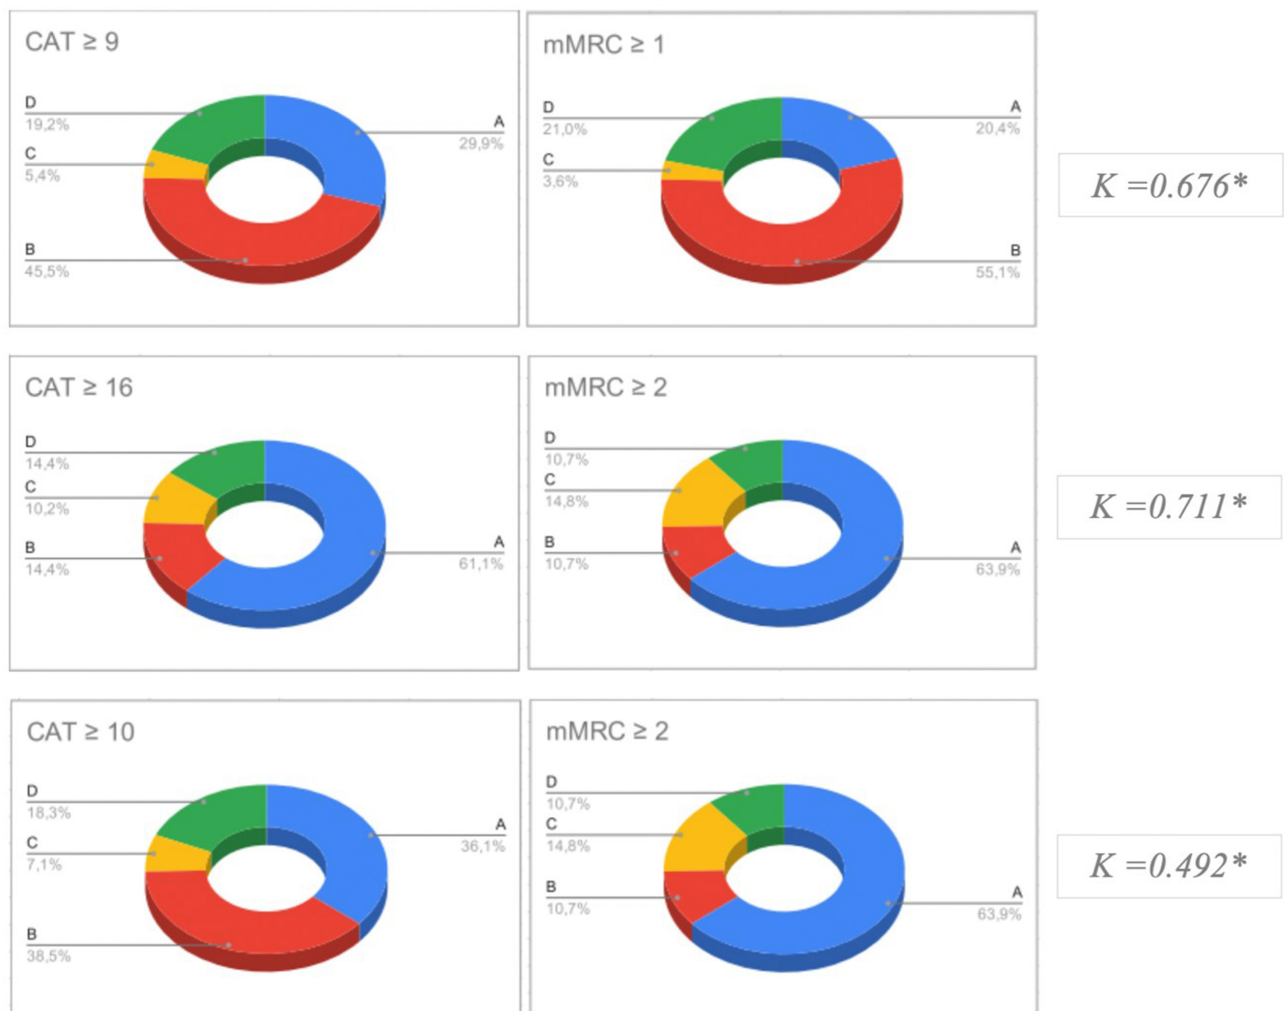 CAT ≥ 9
D
19,2%
C
5,4%
B
45,5%
A
29,9%
mMRC ≥ 1
D
21,0%
C
3,6%
A
20,4%
B
55,1%
K =0.676*
CAT ≥ 16
D
14,4%
C
10,2%
B
14,4%
A
61,1%
mMRC ≥ 2
D
10,7%
C
14,8%
B
10,7%
A
63,9%
K =0.711*
CAT ≥ 10
D
18,3%
C
7,1%
B
38,5%
A
36,1%
mMRC ≥ 2
D
10,7%
C
14,8%
B
10,7%
A
63,9%
K =0.492*